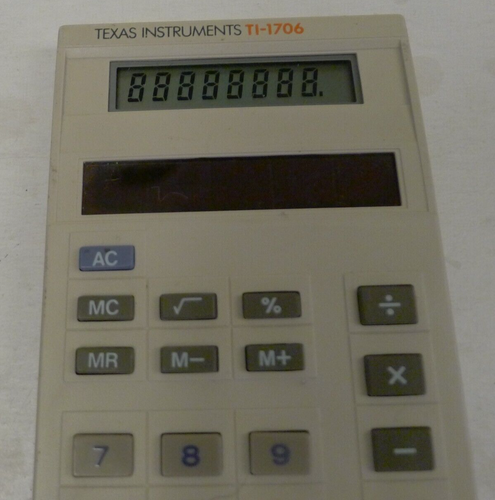 TEXAS INSTRUMENTS TI-1706
88888888.
AC
MC √ % ÷
MR M− M+ ×
7 8 9 −